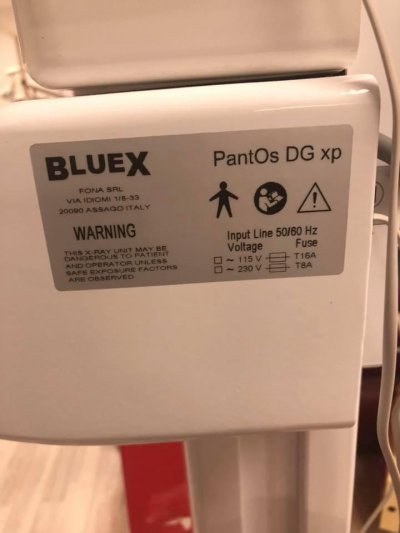 BLUEX
PantOs DG xp
FONA SRL
VIA IDIOMI 1/8-33
20090 ASSAGO ITALY
WARNING
THIS X-RAY UNIT MAY BE
DANGEROUS TO PATIENT
AND OPERATOR UNLESS
SAFE EXPOSURE FACTORS
ARE OBSERVED
Input Line 50/60 Hz
Voltage Fuse
~ 115 V T16A
~ 230 V T8A